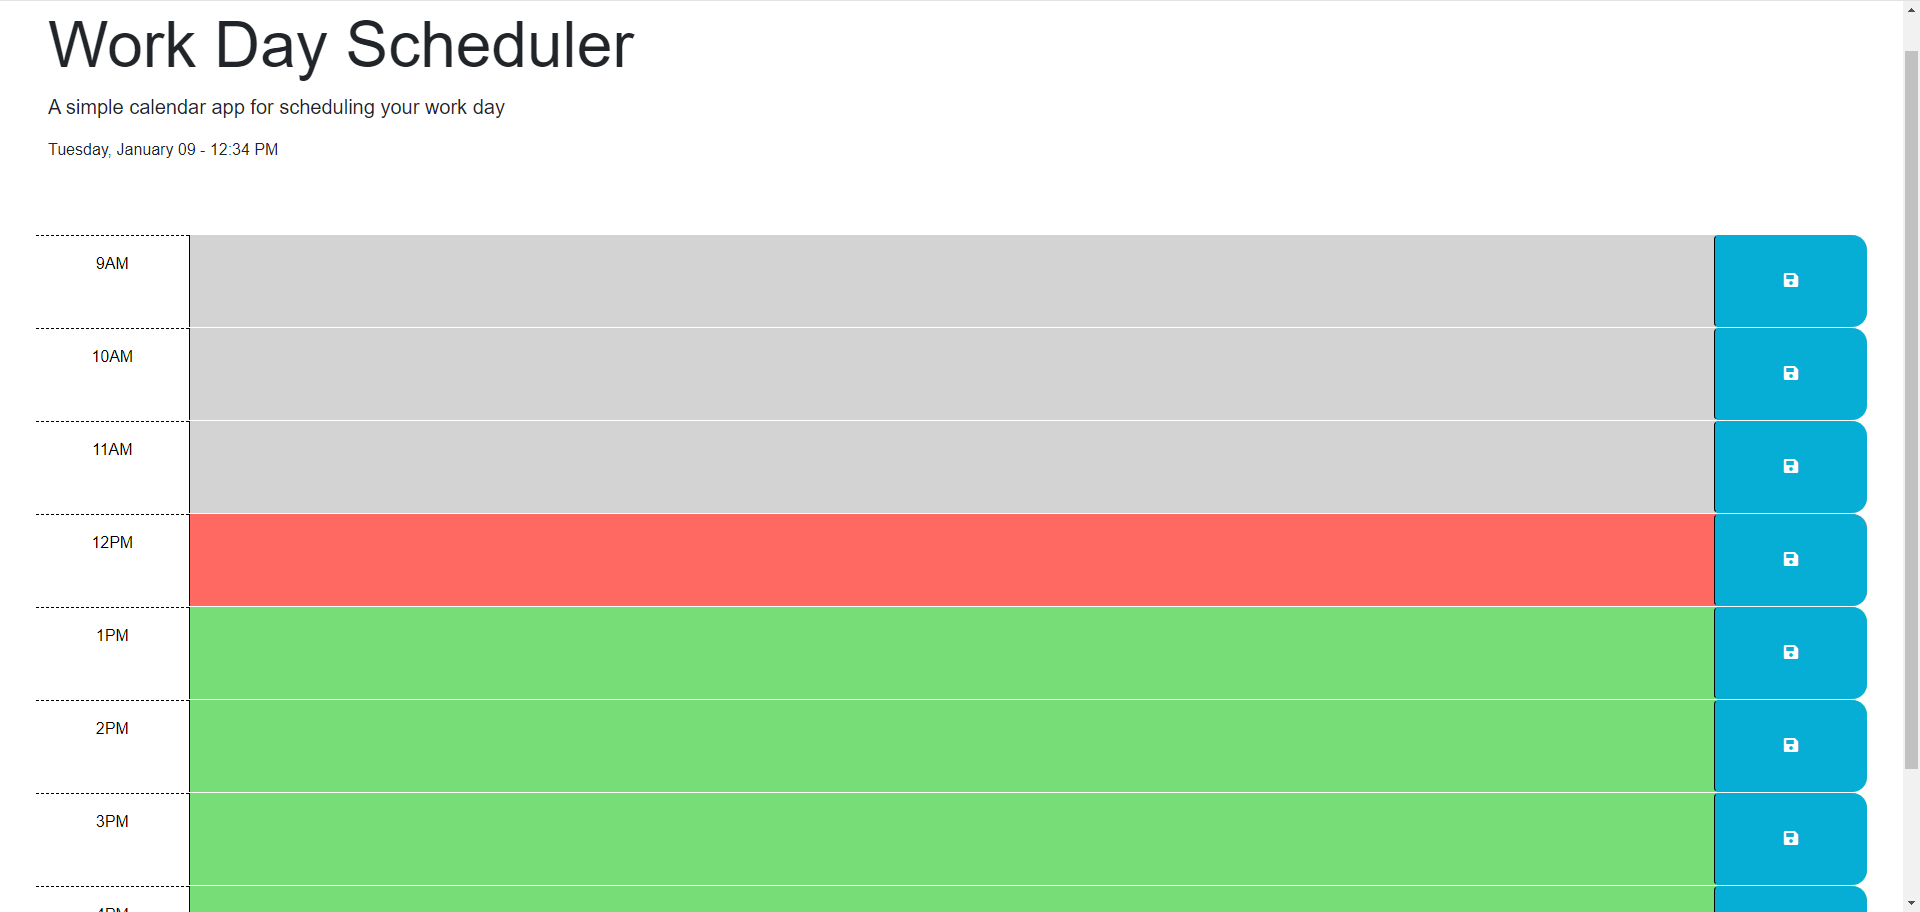 Work Day Scheduler
A simple calendar app for scheduling your work day
Tuesday, January 09 - 12:34 PM
9AM
10AM
11AM
12PM
1PM
2PM
3PM
4PM